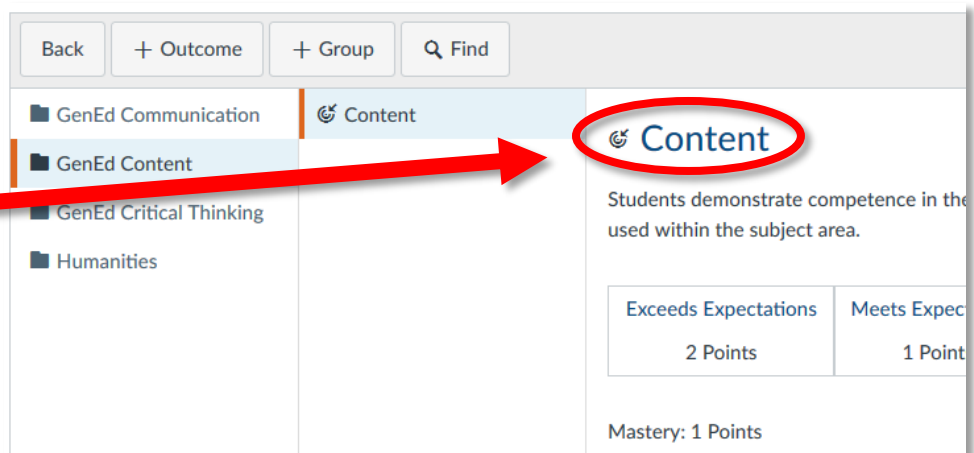 Back
+ Outcome
+ Group
Find
GenEd Communication
GenEd Content
GenEd Critical Thinking
Humanities
Content
Content
Students demonstrate competence in the
used within the subject area.
Exceeds Expectations
2 Points
Meets Expec
1 Point
Mastery: 1 Points